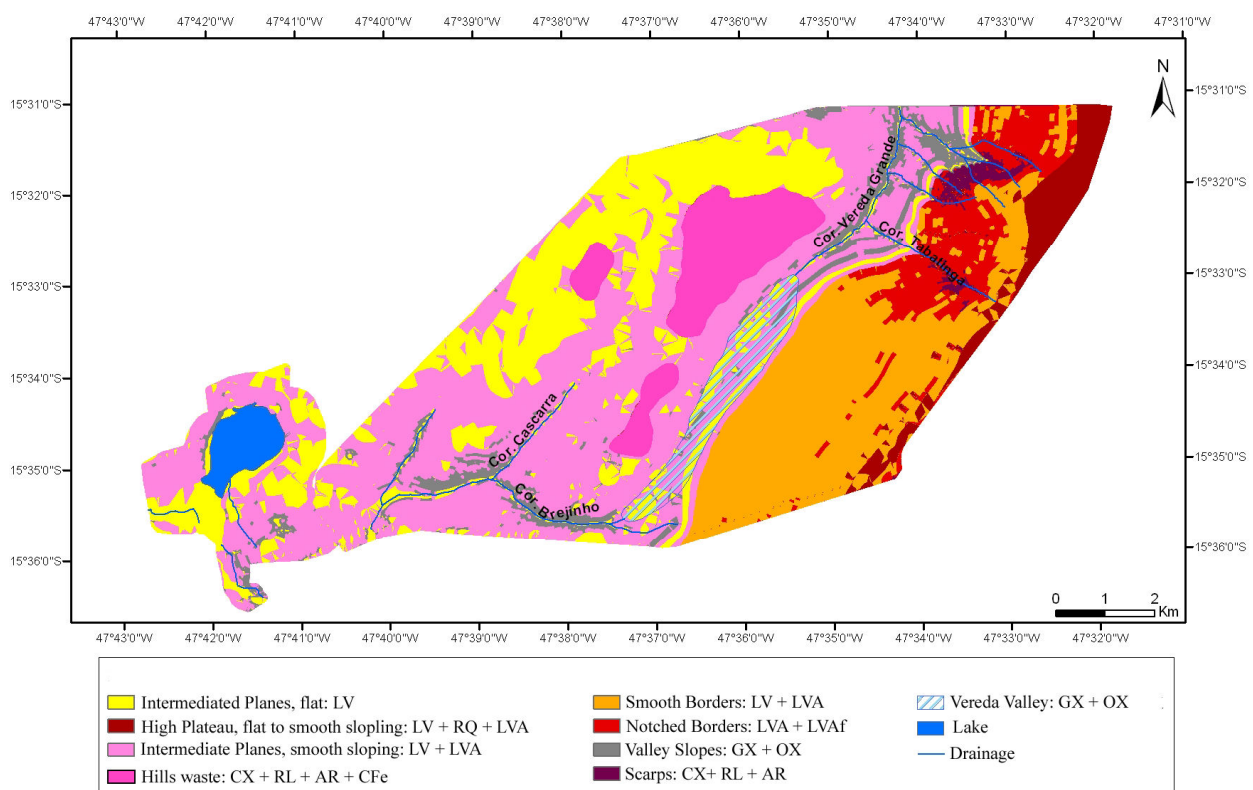 47°43'0"W 47°42'0"W 47°41'0"W 47°40'0"W 47°39'0"W 47°38'0"W 47°37'0"W 47°36'0"W 47°35'0"W 47°34'0"W 47°33'0"W 47°32'0"W 47°31'0"W
N
15°31'0"S 15°31'0"S
15°32'0"S 15°32'0"S
15°33'0"S 15°33'0"S
15°34'0"S 15°34'0"S
15°35'0"S 15°35'0"S
15°36'0"S 15°36'0"S
Cor. Vereda Grande
Cor. Tabatinga
Cor. Cascarra
Cor. Brejinho
0 1 2
Km
47°43'0"W 47°42'0"W 47°41'0"W 47°40'0"W 47°39'0"W 47°38'0"W 47°37'0"W 47°36'0"W 47°35'0"W 47°34'0"W 47°33'0"W 47°32'0"W
Intermediated Planes, flat: LV
High Plateau, flat to smooth slopling: LV + RQ + LVA
Intermediate Planes, smooth sloping: LV + LVA
Hills waste: CX + RL + AR + CFe
Smooth Borders: LV + LVA
Notched Borders: LVA + LVAf
Valley Slopes: GX + OX
Scarps: CX+ RL + AR
Vereda Valley: GX + OX
Lake
Drainage